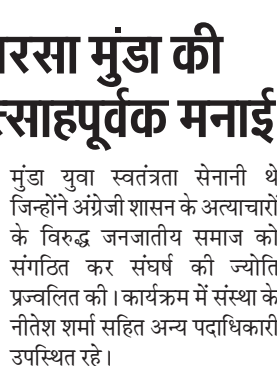 रसा मुंडा की
त्साहपूर्वक मनाई
मुंडा युवा स्वतंत्रता सेनानी थे
जिन्होंने अंग्रेजी शासन के अत्याचारों
के विरुद्ध जनजातीय समाज को
संगठित कर संघर्ष की ज्योति
प्रज्वलित की। कार्यक्रम में संस्था के
नीतेश शर्मा सहित अन्य पदाधिकारी
उपस्थित रहे।